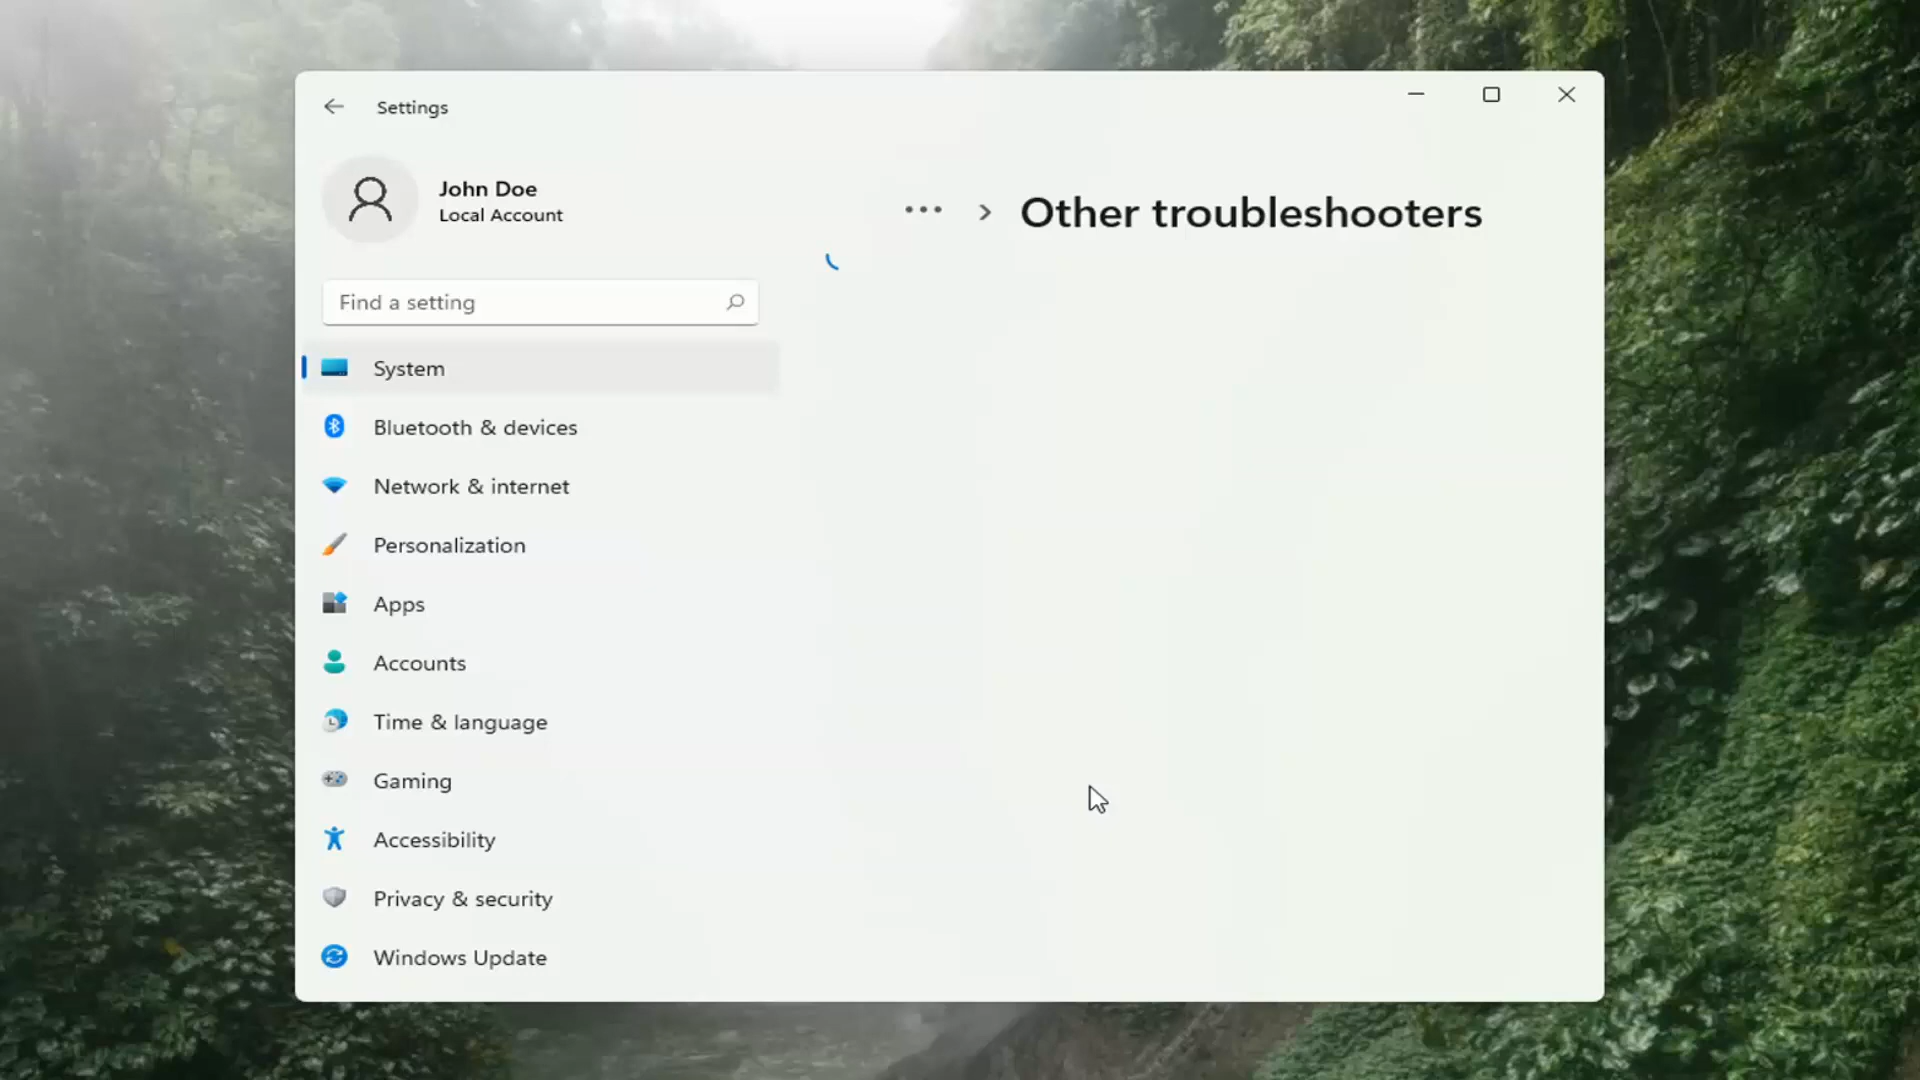 Settings
John Doe
Local Account
... > Other troubleshooters
Find a setting
System
Bluetooth & devices
Network & internet
Personalization
Apps
Accounts
Time & language
Gaming
Accessibility
Privacy & security
Windows Update